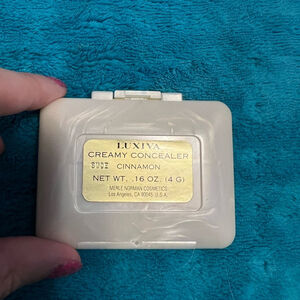 LUXIVA
CREAMY CONCEALER
CINNAMON
NET WT. .16 OZ. (4 G)
MERLE NORMAN COSMETICS
Los Angeles, CA 90045 U.S.A.